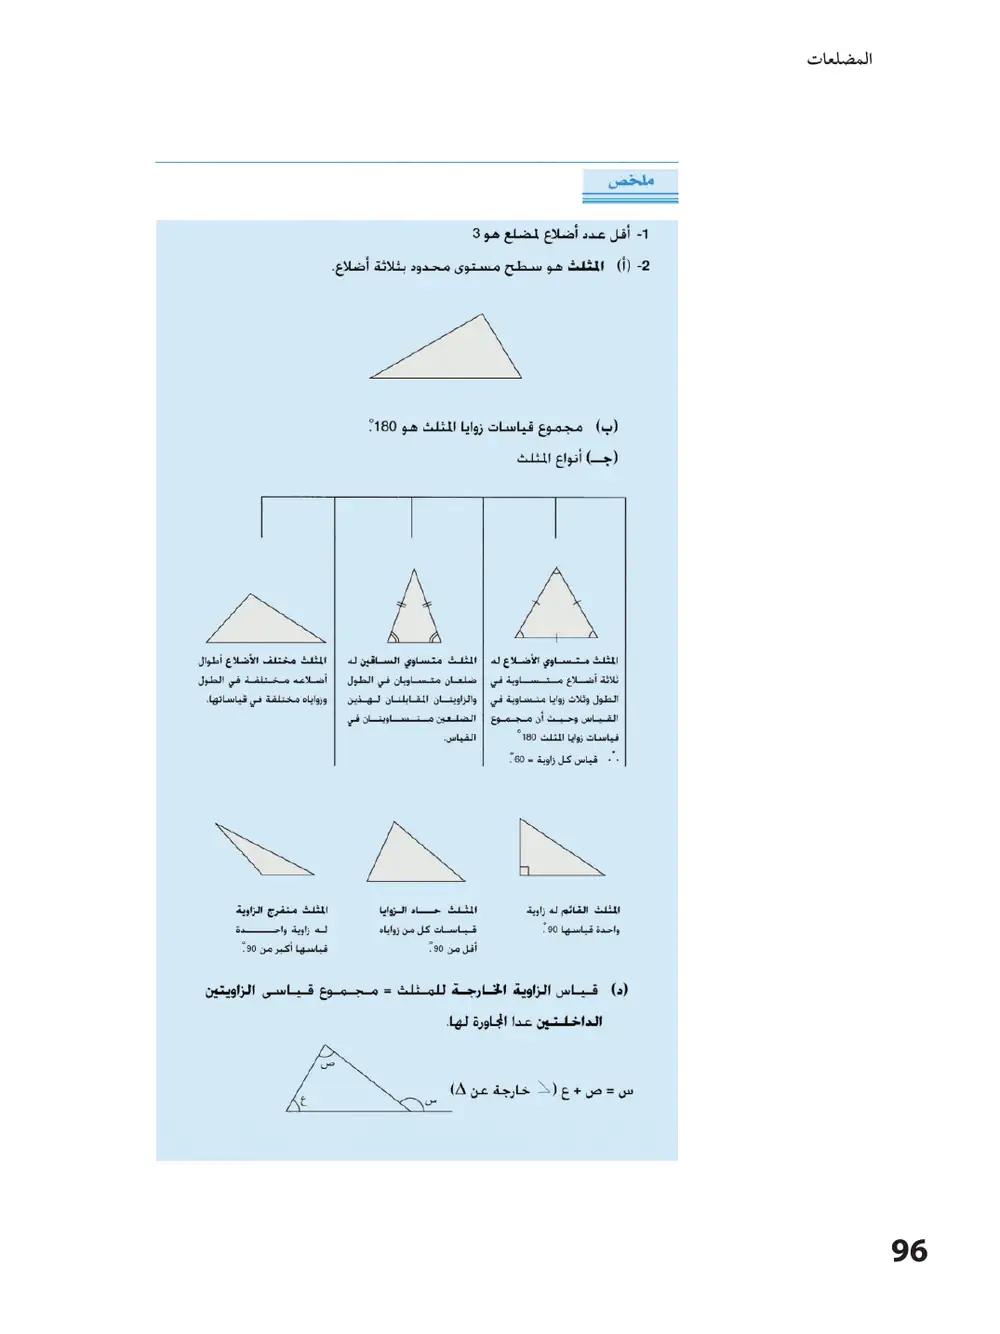 المضلعات
ملخص
1- أقل عدد أضلاع لمضلع هو 3
2- (أ) المثلث هو سطح مستوى محدود بثلاثة أضلاع.
(ب) مجموع قياسات زوايا المثلث هو 180°.
(جـ) أنواع المثلث
المثلث متساوي الأضلاع له
ثلاثة أضلاع متساوية في
الطول وثلاث زوايا متساوية في
القياس وحيث أن مجموع
قياسات زوايا المثلث 180°
∴ قياس كل زاوية = 60°.
المثلث متساوي الساقين له
ضلعان متساويان في الطول
والزاويتان المقابلتان لهذين
الضلعين متساويتان في
القياس.
المثلث مختلف الأضلاع أطوال
أضلاعه مختلفة في الطول
وزواياه مختلفة في قياساتها.
المثلث القائم له زاوية
واحدة قياسها 90°.
المثلث حاد الزوايا
قياسات كل من زواياه
أقل من 90°.
المثلث منفرج الزاوية
له زاوية واحدة
قياسها أكبر من 90°.
(د) قياس الزاوية الخارجة للمثلث = مجموع قياسى الزاويتين
الداخلتين عدا المجاورة لها.
ص
ع
س
س = ص + ع (∠ خارجة عن Δ)
96